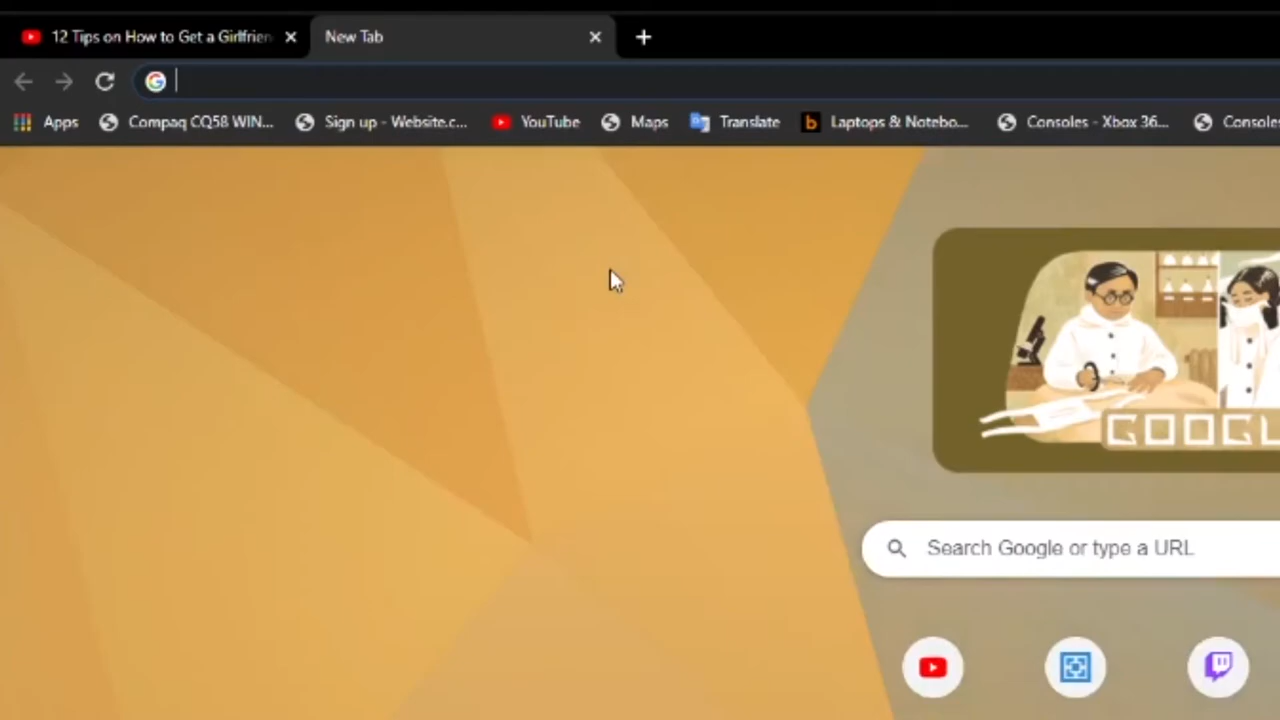 12 Tips on How to Get a Girlfrien
New Tab
Apps
Compaq CQ58 WIN...
Sign up - Website.c...
YouTube
Maps
Translate
Laptops & Notebo...
Consoles - Xbox 36...
Console
GOOGL
Search Google or type a URL